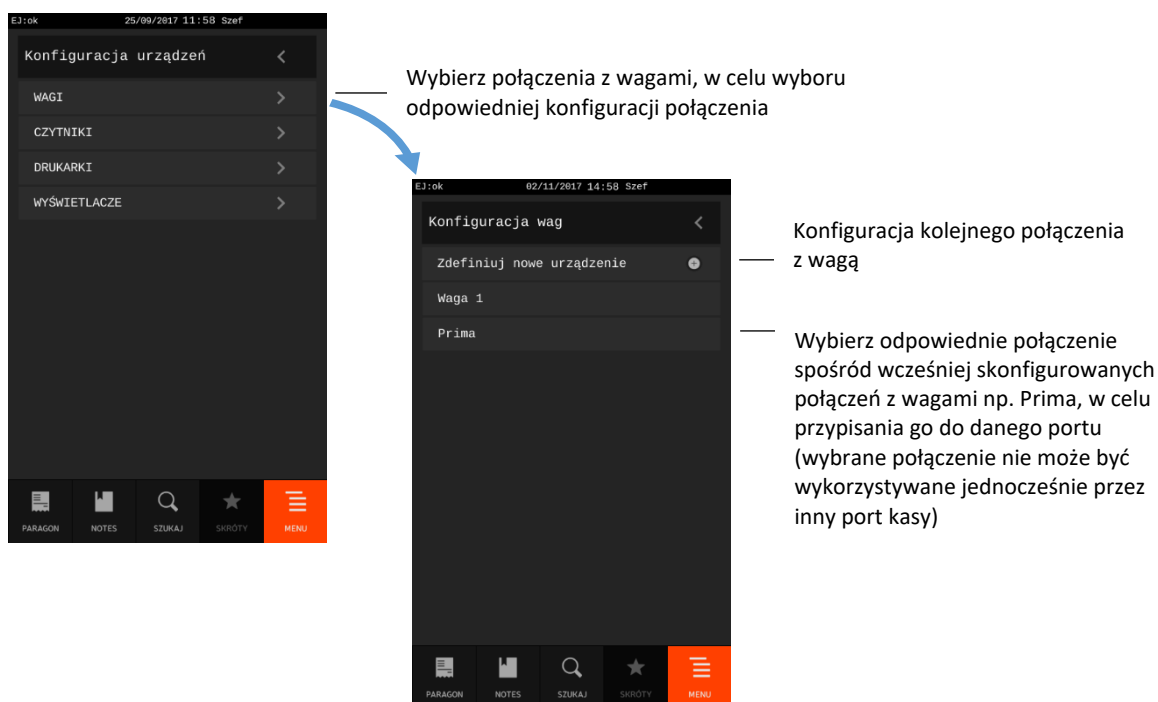 EJ:ok 25/09/2017 11:58 Szef
Konfiguracja urządzeń
WAGI
CZYTNIKI
DRUKARKI
WYŚWIETLACZE
PARAGON NOTES SZUKAJ SKRÓTY MENU
Wybierz połączenia z wagami, w celu wyboru
odpowiedniej konfiguracji połączenia
EJ:ok 02/11/2017 14:58 Szef
Konfiguracja wag
Zdefiniuj nowe urządzenie
Waga 1
Prima
PARAGON NOTES SZUKAJ SKRÓTY MENU
Konfiguracja kolejnego połączenia
z wagą
Wybierz odpowiednie połączenie
spośród wcześniej skonfigurowanych
połączeń z wagami np. Prima, w celu
przypisania go do danego portu
(wybrane połączenie nie może być
wykorzystywane jednocześnie przez
inny port kasy)